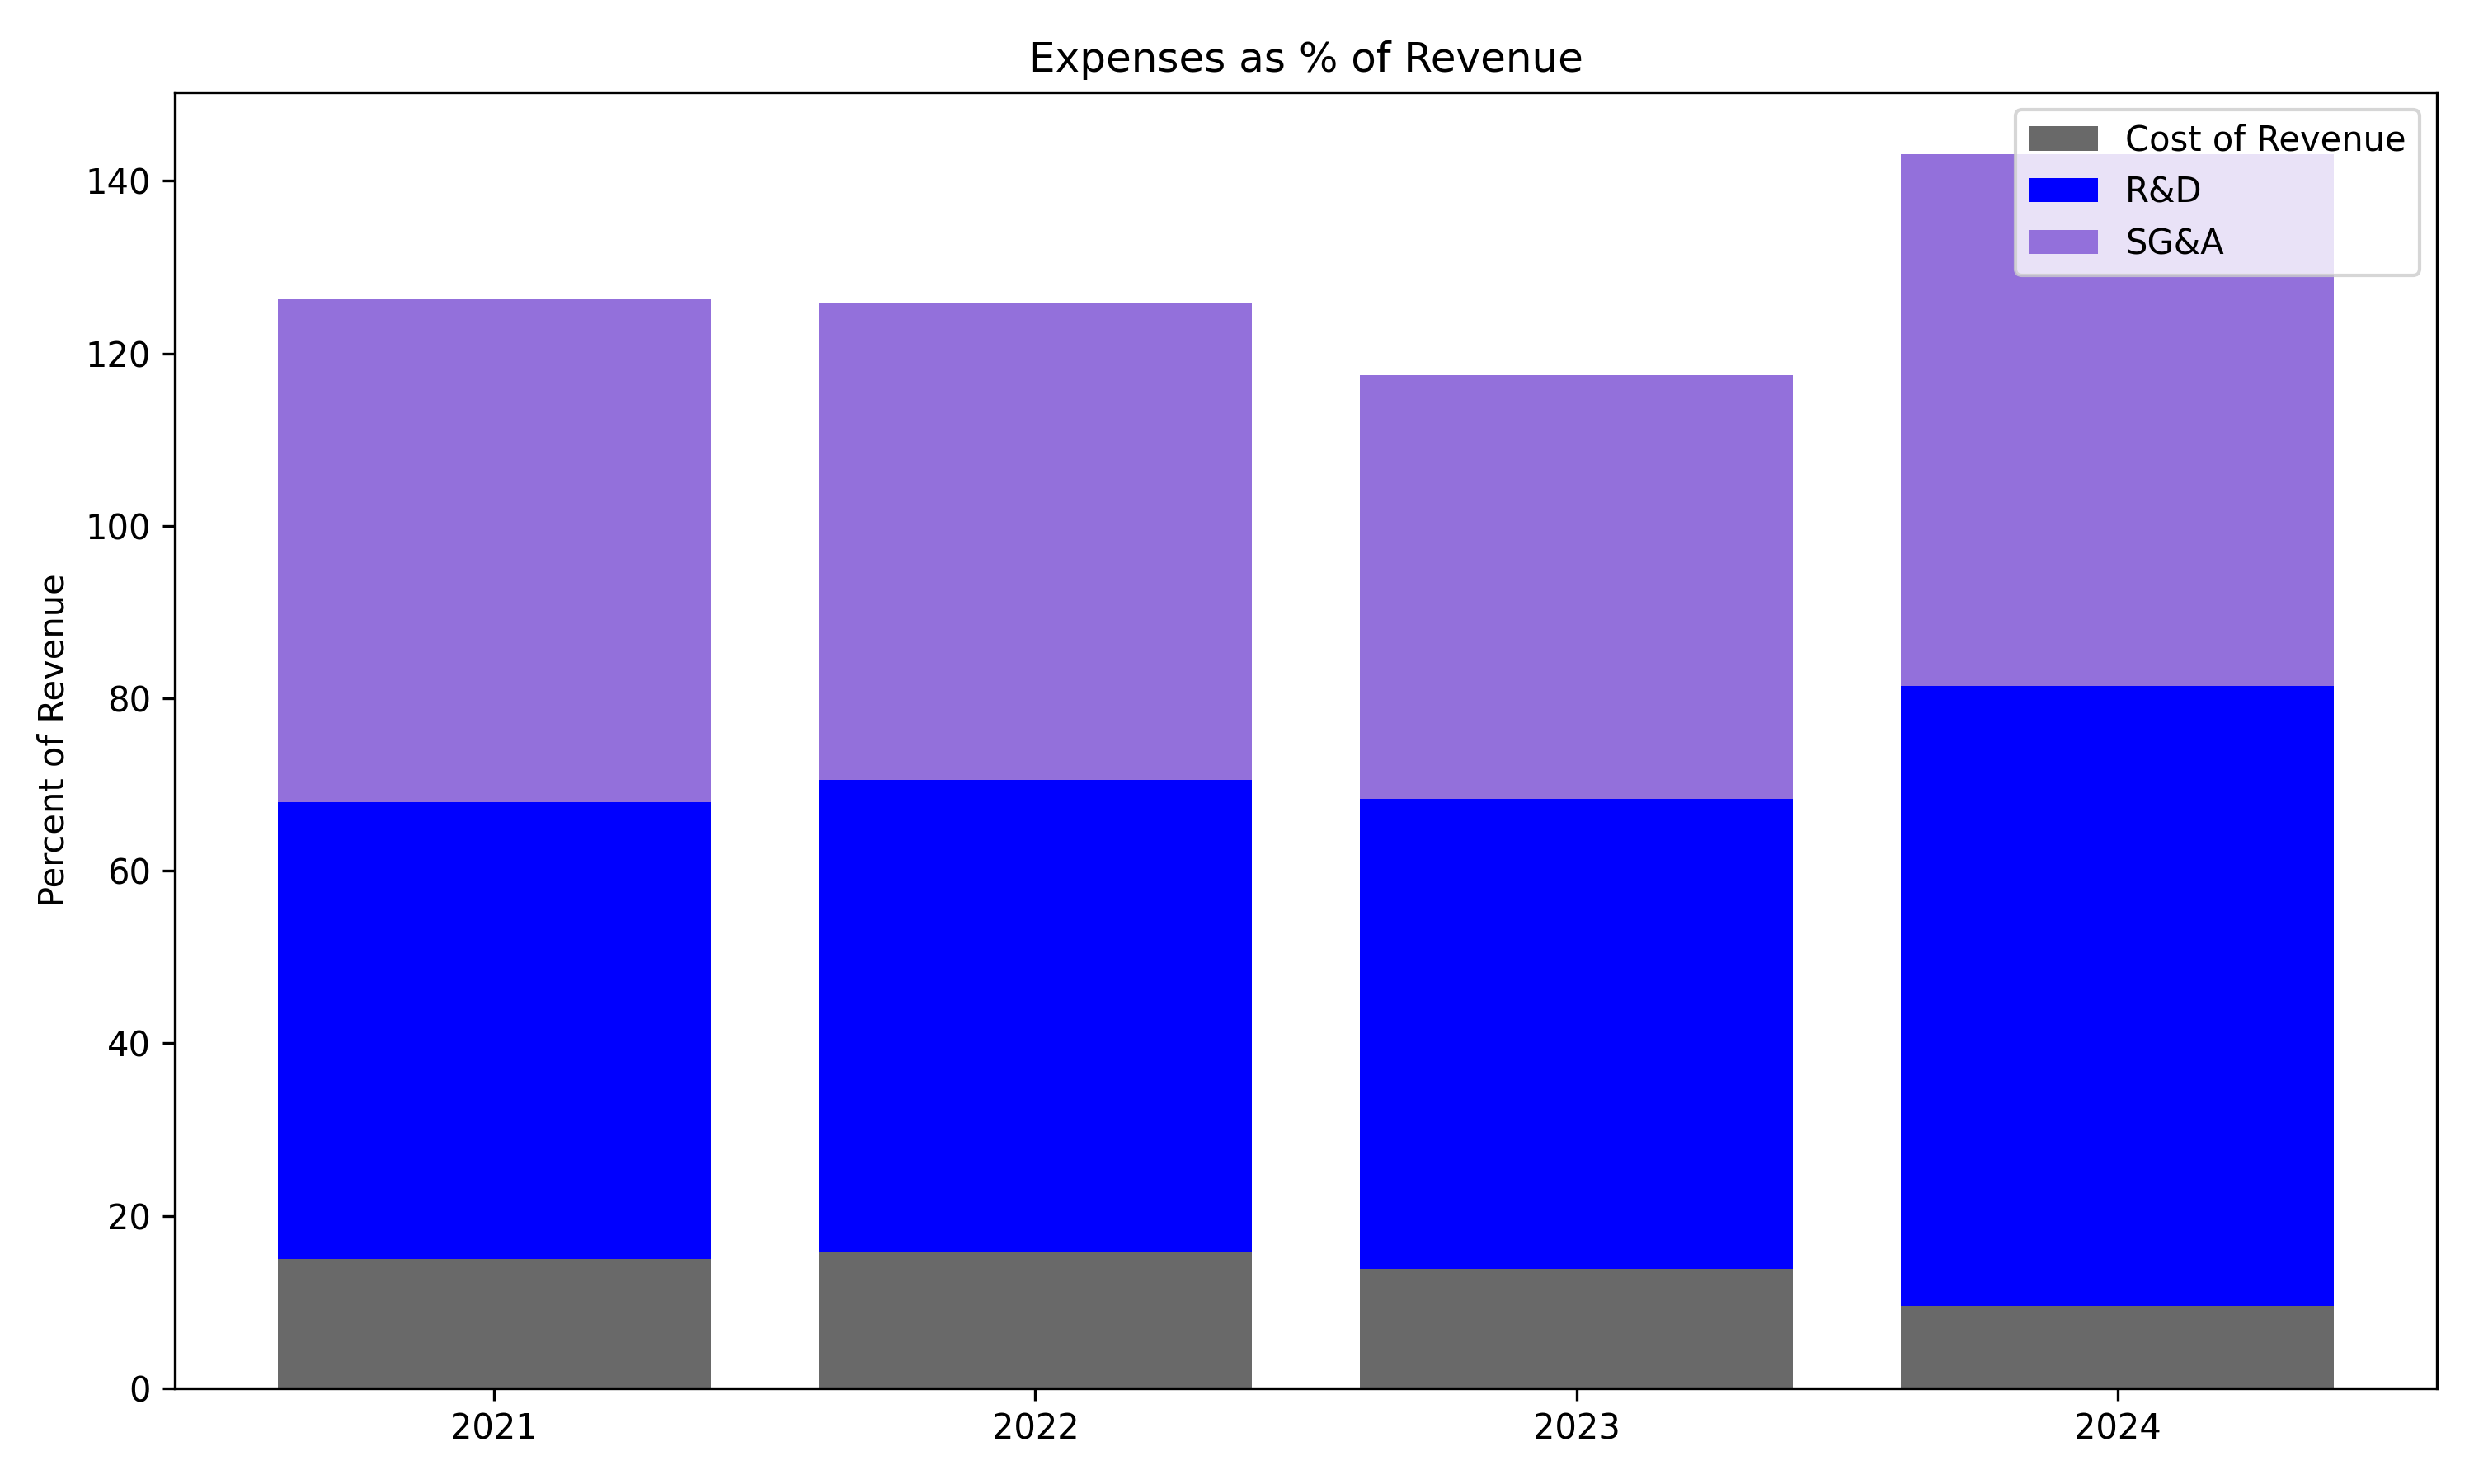 Expenses as % of Revenue
Percent of Revenue
140
120
100
80
60
40
20
0
2021
2022
2023
2024
Cost of Revenue
R&D
SG&A